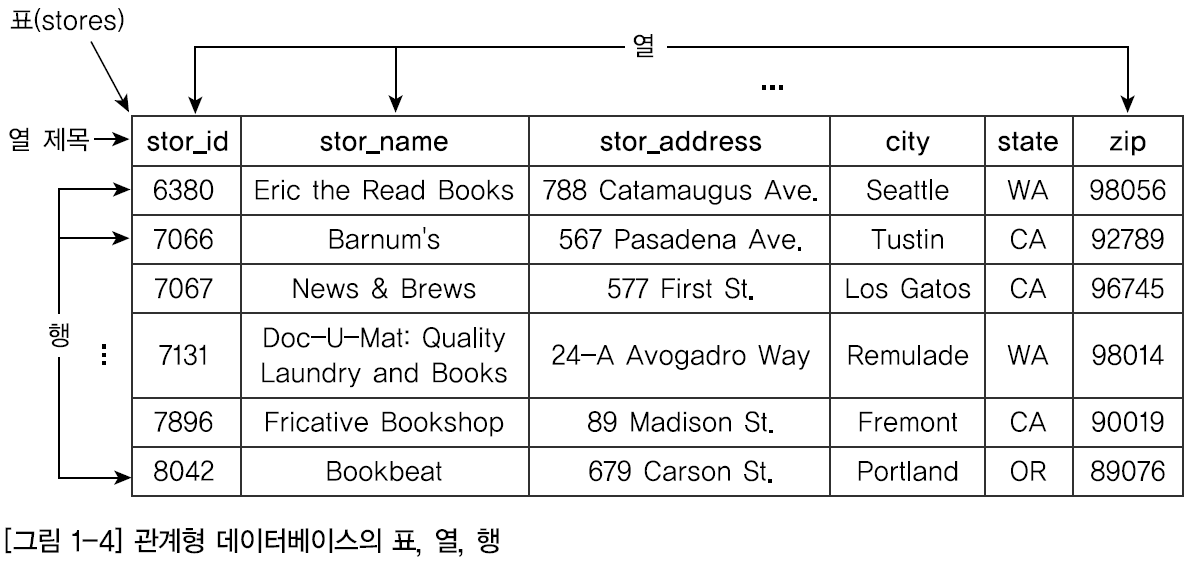 표(stores)
열
...
열 제목
stor_id stor_name stor_address city state zip
6380 Eric the Read Books 788 Catamaugus Ave. Seattle WA 98056
7066 Barnum's 567 Pasadena Ave. Tustin CA 92789
7067 News & Brews 577 First St. Los Gatos CA 96745
행
⋮
7131 Doc-U-Mat: Quality Laundry and Books 24-A Avogadro Way Remulade WA 98014
7896 Fricative Bookshop 89 Madison St. Fremont CA 90019
8042 Bookbeat 679 Carson St. Portland OR 89076
[그림 1-4] 관계형 데이터베이스의 표, 열, 행